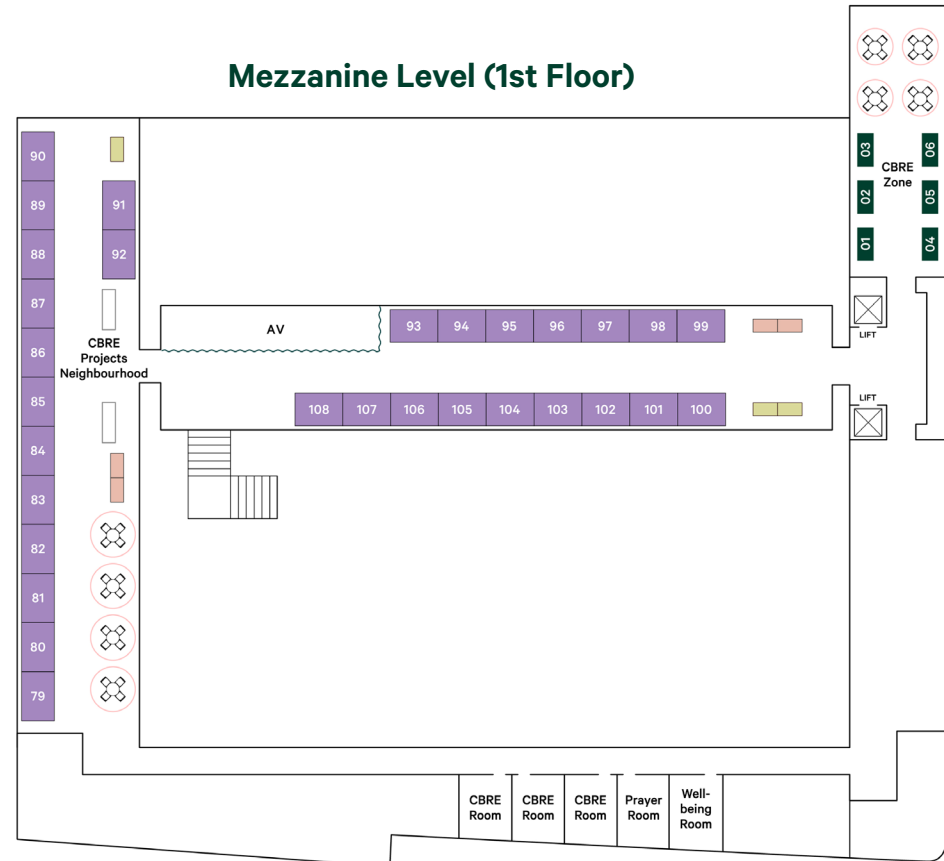 Mezzanine Level (1st Floor)
90
89
88
87
86
85
84
83
82
81
80
79
91
92
CBRE
Projects
Neighbourhood
AV
93 94 95 96 97 98 99
108 107 106 105 104 103 102 101 100
03
02
01
CBRE
Zone
06
05
04
LIFT
LIFT
CBRE
Room
CBRE
Room
CBRE
Room
Prayer
Room
Well-
being
Room